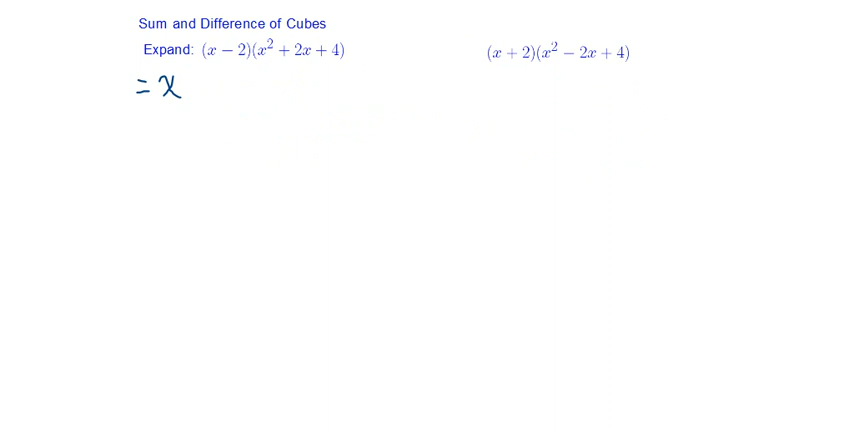 Sum and Difference of Cubes
Expand: (x − 2)(x² + 2x + 4)
(x + 2)(x² − 2x + 4)
= x